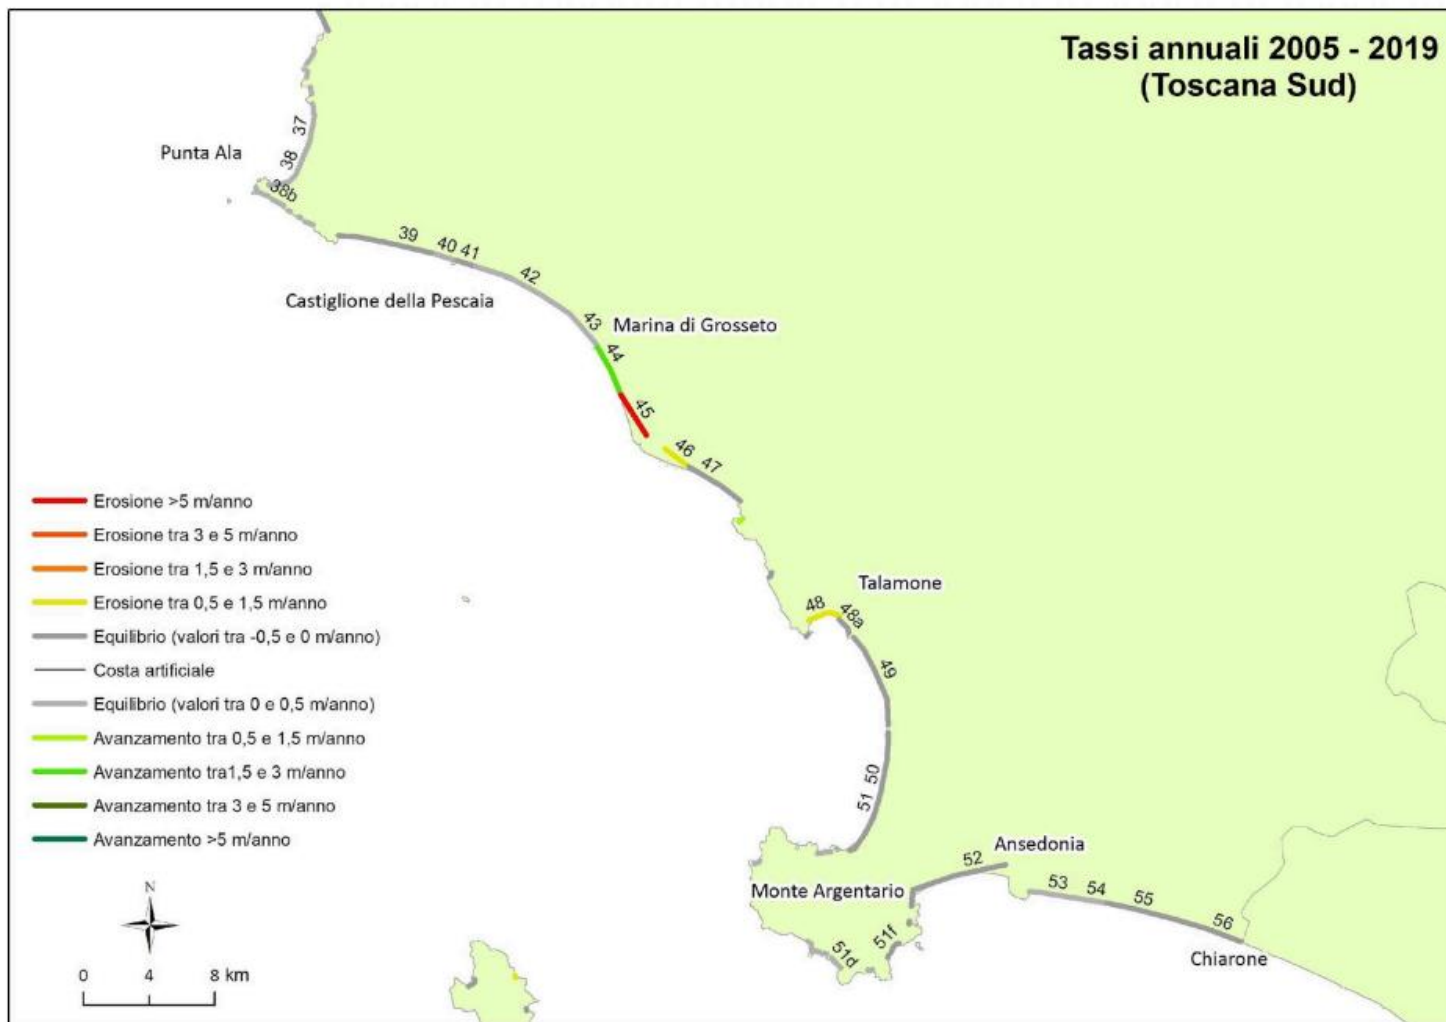 Tassi annuali 2005 - 2019
(Toscana Sud)
37
Punta Ala
38
38b
39
40
41
42
Castiglione della Pescaia
43
Marina di Grosseto
44
45
46
47
Erosione >5 m/anno
Erosione tra 3 e 5 m/anno
Erosione tra 1,5 e 3 m/anno
Erosione tra 0,5 e 1,5 m/anno
Equilibrio (valori tra -0,5 e 0 m/anno)
Costa artificiale
Equilibrio (valori tra 0 e 0,5 m/anno)
Avanzamento tra 0,5 e 1,5 m/anno
Avanzamento tra1,5 e 3 m/anno
Avanzamento tra 3 e 5 m/anno
Avanzamento >5 m/anno
Talamone
48
48a
49
50
51
Ansedonia
52
Monte Argentario
53
54
55
56
51f
51d
Chiarone
N
0 4 8 km